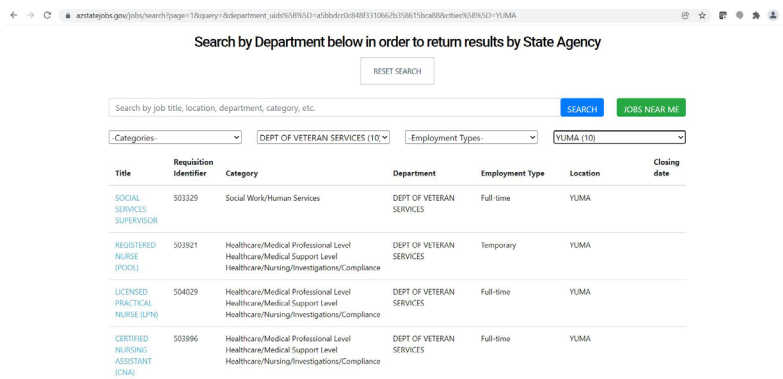 azstatejobs.gov/jobs/search?page=1&query=&department_uids%5B%5D=a5bbdcc0c848f3310662b358615bca88&cities%5B%5D=YUMA
Search by Department below in order to return results by State Agency
RESET SEARCH
Search by job title, location, department, category, etc. SEARCH JOBS NEAR ME
-Categories- DEPT OF VETERAN SERVICES (10) -Employment Types- YUMA (10)
Title Requisition Identifier Category Department Employment Type Location Closing date
SOCIAL 503329 Social Work/Human Services DEPT OF VETERAN Full-time YUMA
SERVICES SERVICES
SUPERVISOR
REGISTERED 503921 Healthcare/Medical Professional Level DEPT OF VETERAN Temporary YUMA
NURSE Healthcare/Medical Support Level SERVICES
(POOL) Healthcare/Nursing/Investigations/Compliance
LICENSED 504029 Healthcare/Medical Professional Level DEPT OF VETERAN Full-time YUMA
PRACTICAL Healthcare/Medical Support Level SERVICES
NURSE (LPN) Healthcare/Nursing/Investigations/Compliance
CERTIFIED 503996 Healthcare/Medical Professional Level DEPT OF VETERAN Full-time YUMA
NURSING Healthcare/Medical Support Level SERVICES
ASSISTANT Healthcare/Nursing/Investigations/Compliance
(CNA)